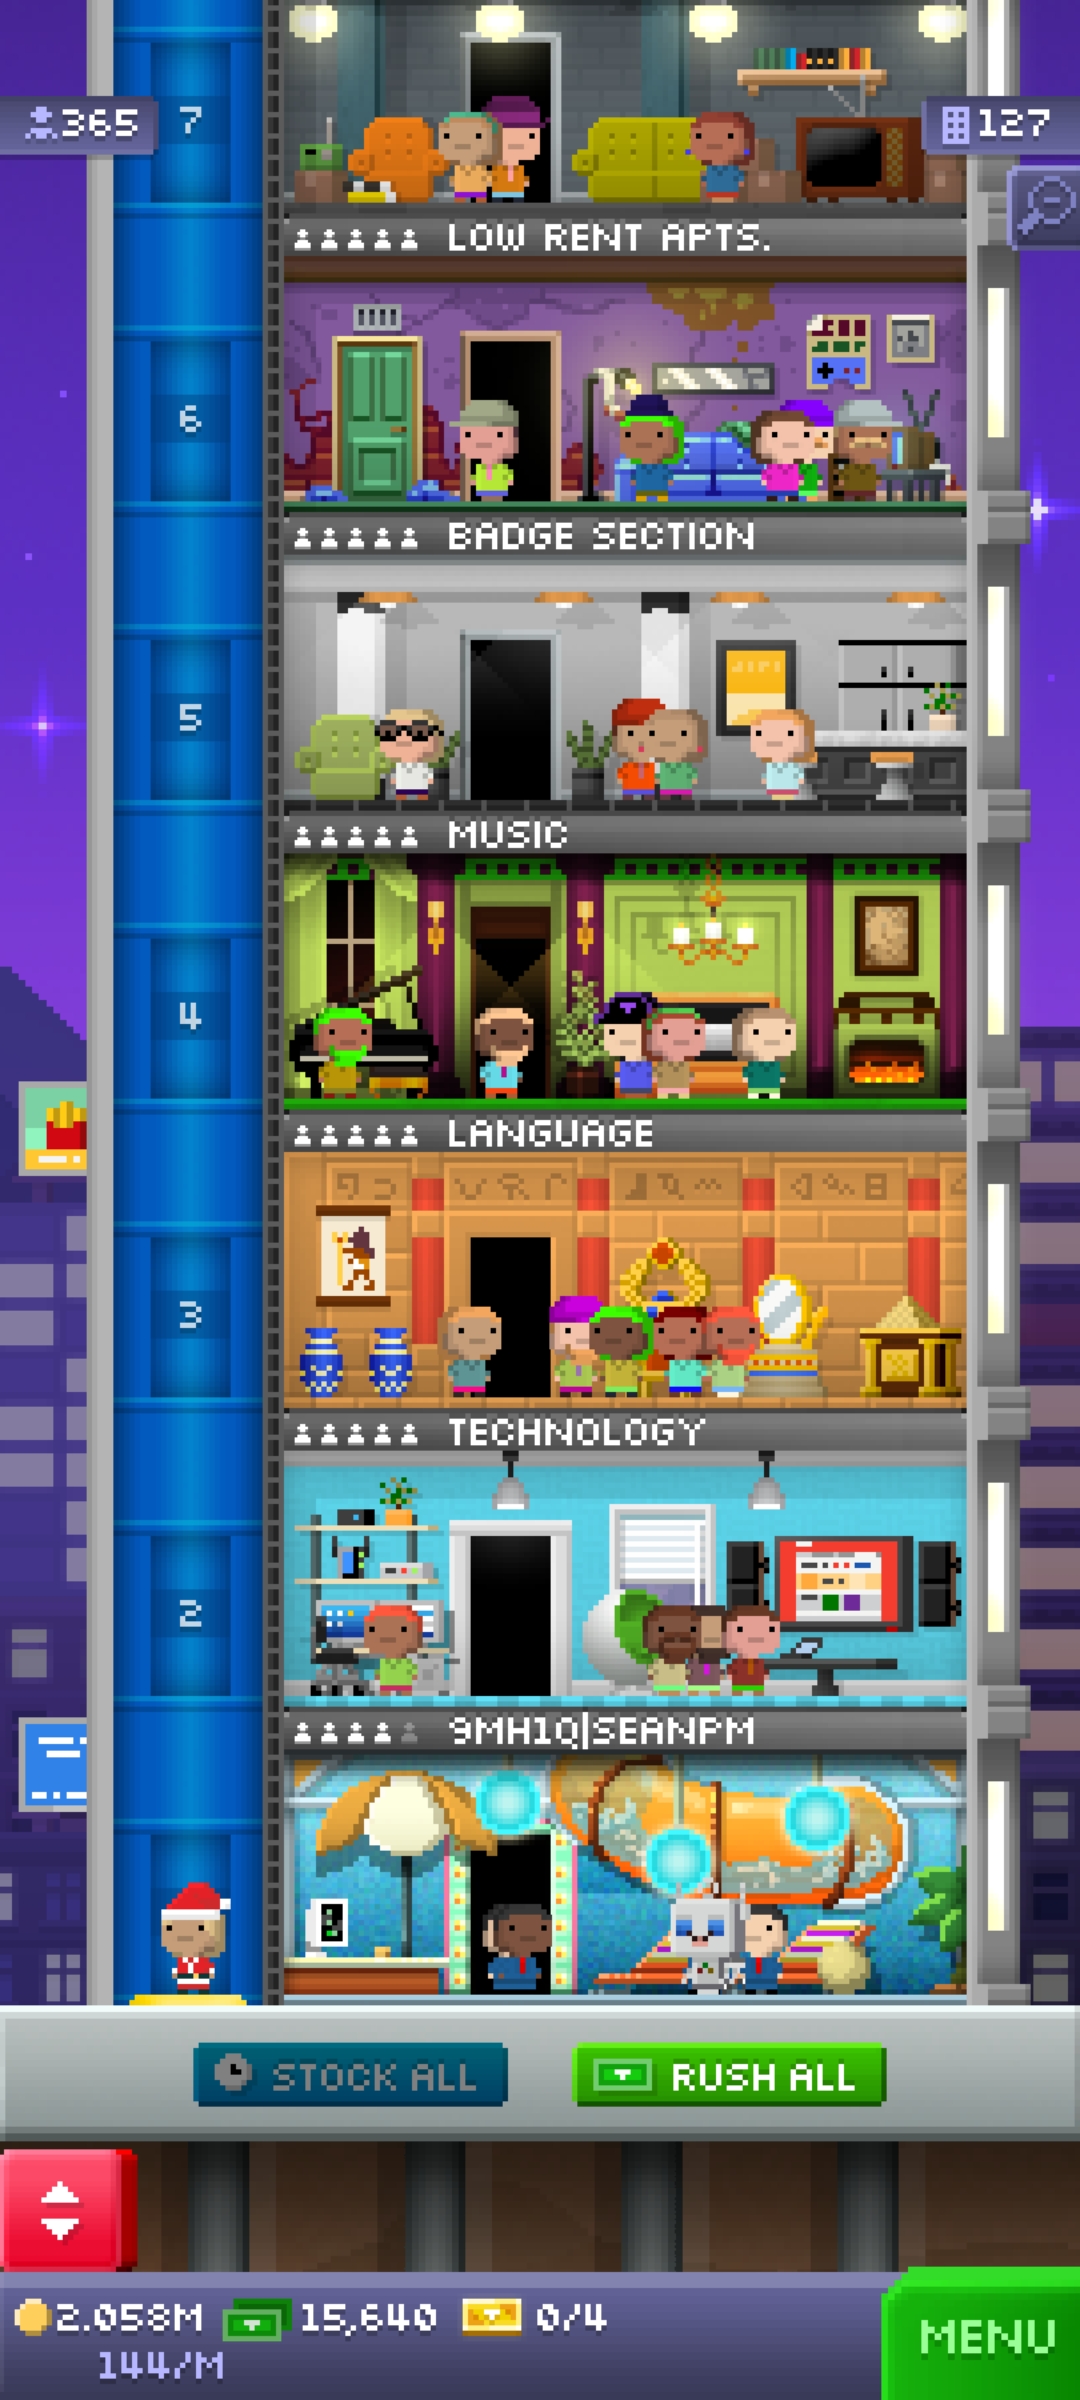 7
365
127
LOW RENT APTS.
6
BADGE SECTION
5
MUSIC
4
LANGUAGE
3
TECHNOLOGY
2
9MH1Q|SEANPM
STOCK ALL
RUSH ALL
2.058M
15,640
0/4
144/M
MENU